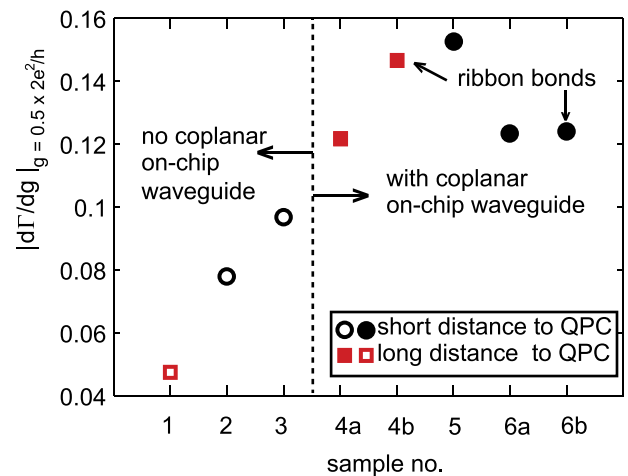 0.16
0.14
0.12
0.1
0.08
0.06
0.04
|dΓ/dg |g = 0.5 x 2e²/h
ribbon bonds
no coplanar
on-chip
waveguide
with coplanar
on-chip waveguide
short distance to QPC
long distance to QPC
1 2 3 4a 4b 5 6a 6b
sample no.